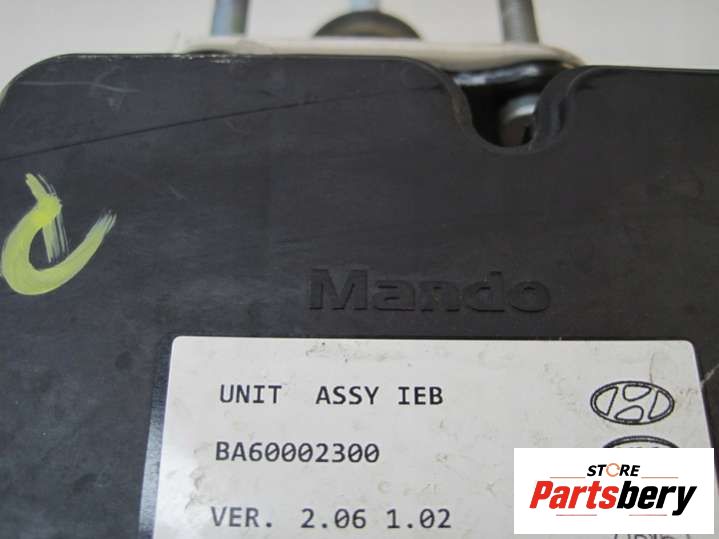 Mando
UNIT ASSY IEB
BA60002300
VER. 2.06 1.02
STORE
Partsbery